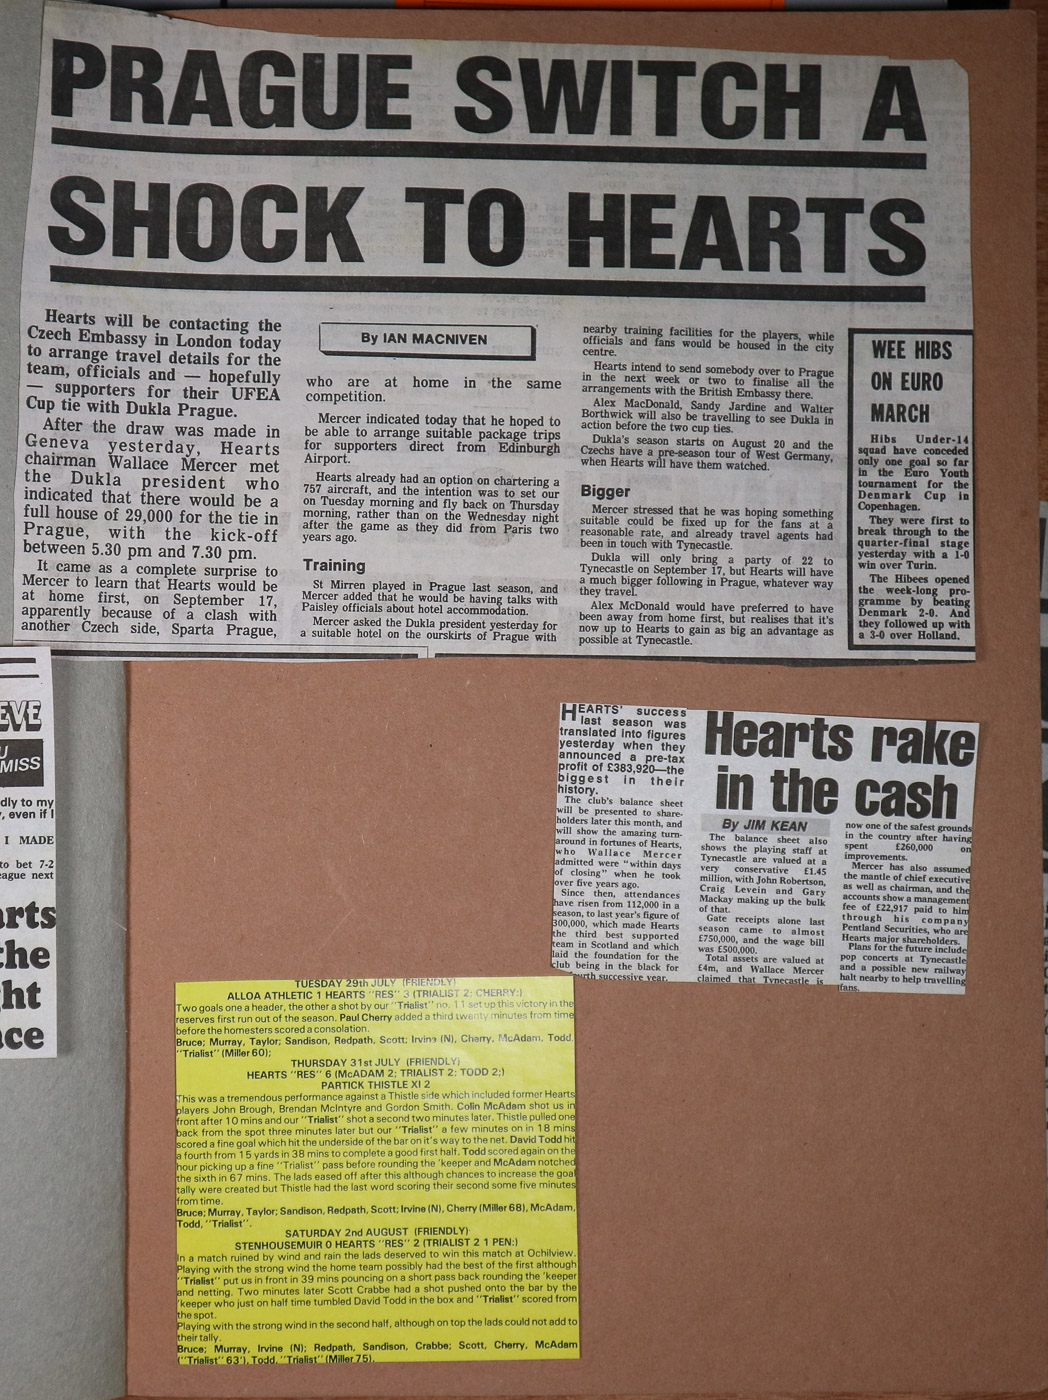 PRAGUE SWITCH A
SHOCK TO HEARTS
Hearts will be contacting the
Czech Embassy in London today
to arrange travel details for the
team, officials and — hopefully
— supporters for their UFEA
Cup tie with Dukla Prague.
After the draw was made in
Geneva yesterday, Hearts
chairman Wallace Mercer met
the Dukla president who
indicated that there would be a
full house of 29,000 for the tie in
Prague, with the kick-off
between 5.30 pm and 7.30 pm.
It came as a complete surprise to
Mercer to learn that Hearts would be
at home first, on September 17,
apparently because of a clash with
another Czech side, Sparta Prague,
By IAN MACNIVEN
who are at home in the same
competition.
Mercer indicated today that he hoped to
be able to arrange suitable package trips
for supporters direct from Edinburgh
Airport.
Hearts already had an option on chartering a
757 aircraft, and the intention was to set our
on Tuesday morning and fly back on Thursday
morning, rather than on the Wednesday night
after the game as they did from Paris two
years ago.
Training
St Mirren played in Prague last season, and
Mercer added that he would be having talks with
Paisley officials about hotel accommodation.
Mercer asked the Dukla president yesterday for
a suitable hotel on the ourskirts of Prague with
nearby training facilities for the players, while
officials and fans would be housed in the city
centre.
Hearts intend to send somebody over to Prague
in the next week or two to finalise all the
arrangements with the British Embassy there.
Alex MacDonald, Sandy Jardine and Walter
Borthwick will also be travelling to see Dukla in
action before the two cup ties.
Dukla's season starts on August 20 and the
Czechs have a pre-season tour of West Germany,
when Hearts will have them watched.
Bigger
Mercer stressed that he was hoping something
suitable could be fixed up for the fans at a
reasonable rate, and already travel agents had
been in touch with Tynecastle.
Dukla will only bring a party of 22 to
Tynecastle on September 17, but Hearts will have
a much bigger following in Prague, whatever way
they travel.
Alex McDonald would have preferred to have
been away from home first, but realises that it's
now up to Hearts to gain as big an advantage as
possible at Tynecastle.
WEE HIBS
ON EURO
MARCH
Hibs Under-14
squad have conceded
only one goal so far
in the Euro Youth
tournament for the
Denmark Cup in
Copenhagen.
They were first to
break through to the
quarter-final stage
yesterday with a 1-0
win over Turin.
The Hibees opened
the week-long pro-
gramme by beating
Denmark 2-0. And
they followed up with
a 3-0 over Holland.
EVE
U
MISS
dly to my
, even if I
I MADE
to bet 7-2
eague next
arts
the
ght
ace
HEARTS' success
last season was
translated into figures
yesterday when they
announced a pre-tax
profit of £383,920—the
biggest in their
history.
The club's balance sheet
will be presented to share-
holders later this month, and
will show the amazing turn-
around in fortunes of Hearts,
who Wallace Mercer
admitted were "within days
of closing" when he took
over five years ago.
Since then, attendances
have risen from 112,000 in a
season, to last year's figure of
300,000, which made Hearts
the third best supported
team in Scotland and which
laid the foundation for the
club being in the black for
fourth successive year.
Hearts rake
in the cash
By JIM KEAN
The balance sheet also
shows the playing staff at
Tynecastle are valued at a
very conservative £1.45
million, with John Robertson,
Craig Levein and Gary
Mackay making up the bulk
of that.
Gate receipts alone last
season came to almost
£750,000, and the wage bill
was £500,000.
Total assets are valued at
£4m, and Wallace Mercer
claimed that Tynecastle is
now one of the safest grounds
in the country after having
spent £260,000 on
improvements.
Mercer has also assumed
the mantle of chief executive
as well as chairman, and the
accounts show a management
fee of £22,917 paid to him
through his company
Pentland Securities, who are
Hearts major shareholders.
Plans for the future include
pop concerts at Tynecastle
and a possible new railway
halt nearby to help travelling
fans.
TUESDAY 29th JULY (FRIENDLY)
ALLOA ATHLETIC 1 HEARTS "RES" 3 (TRIALIST 2; CHERRY:)
Two goals one a header, the other a shot by our "Trialist" no. 11 set up this victory in the
reserves first run out of the season. Paul Cherry added a third twenty minutes from time
before the homesters scored a consolation.
Bruce; Murray, Taylor; Sandison, Redpath, Scott; Irvine (N), Cherry, McAdam, Todd,
"Trialist" (Miller 60);
THURSDAY 31st JULY (FRIENDLY)
HEARTS "RES" 6 (McADAM 2; TRIALIST 2; TODD 2;)
PARTICK THISTLE XI 2
This was a tremendous performance against a Thistle side which included former Hearts
players John Brough, Brendan McIntyre and Gordon Smith. Colin McAdam shot us in
front after 10 mins and our "Trialist" shot a second two minutes later. Thistle pulled one
back from the spot three minutes later but our "Trialist" a few minutes on in 18 mins
scored a fine goal which hit the underside of the bar on it's way to the net. David Todd hit
a fourth from 15 yards in 38 mins to complete a good first half. Todd scored again on the
hour picking up a fine "Trialist" pass before rounding the 'keeper and McAdam notched
the sixth in 67 mins. The lads eased off after this although chances to increase the goal
tally were created but Thistle had the last word scoring their second some five minutes
from time.
Bruce; Murray, Taylor; Sandison, Redpath, Scott; Irvine (N), Cherry (Miller 68), McAdam,
Todd, "Trialist".
SATURDAY 2nd AUGUST (FRIENDLY)
STENHOUSEMUIR 0 HEARTS "RES" 2 (TRIALIST 2 1 PEN:)
In a match ruined by wind and rain the lads deserved to win this match at Ochilview.
Playing with the strong wind the home team possibly had the best of the first although
"Trialist" put us in front in 39 mins pouncing on a short pass back rounding the 'keeper
and netting. Two minutes later Scott Crabbe had a shot pushed onto the bar by the
'keeper who just on half time tumbled David Todd in the box and "Trialist" scored from
the spot.
Playing with the strong wind in the second half, although on top the lads could not add to
their tally.
Bruce; Murray, Irvine (N); Redpath, Sandison, Crabbe; Scott, Cherry, McAdam
("Trialist" 63'), Todd, "Trialist" (Miller 75).